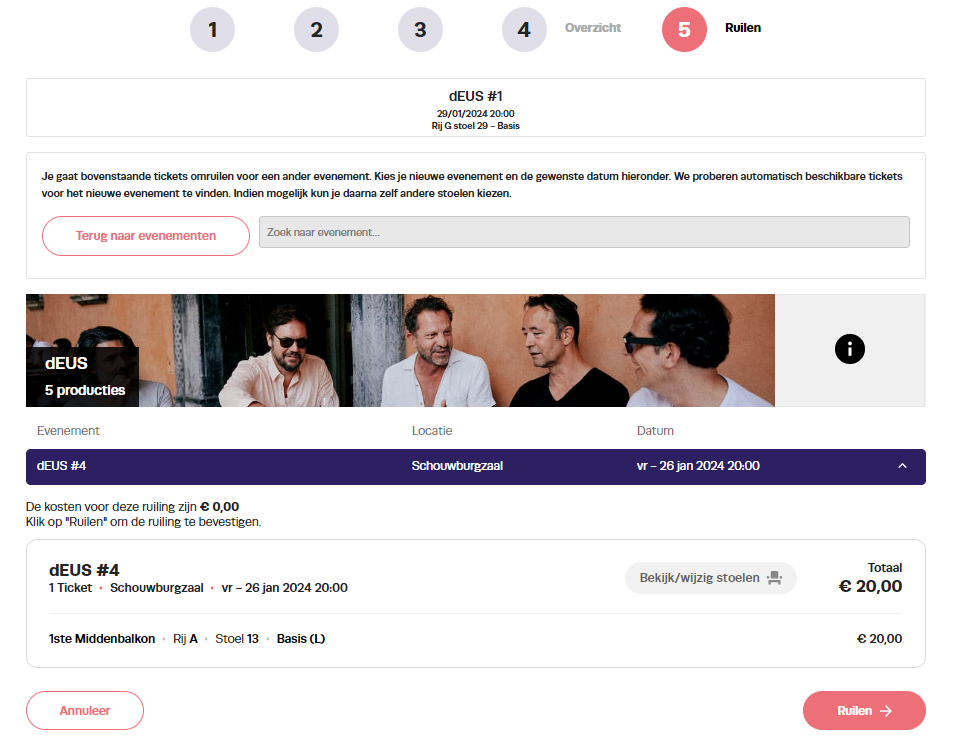 1 2 3 4 Overzicht 5 Ruilen
dEUS #1
29/01/2024 20:00
Rij G stoel 29 – Basis
Je gaat bovenstaande tickets omruilen voor een ander evenement. Kies je nieuwe evenement en de gewenste datum hieronder. We proberen automatisch beschikbare tickets
voor het nieuwe evenement te vinden. Indien mogelijk kun je daarna zelf andere stoelen kiezen.
Terug naar evenementen Zoek naar evenement...
dEUS
5 producties
Evenement Locatie Datum
dEUS #4 Schouwburgzaal vr – 26 jan 2024 20:00
De kosten voor deze ruiling zijn € 0,00
Klik op "Ruilen" om de ruiling te bevestigen.
dEUS #4
1 Ticket • Schouwburgzaal • vr – 26 jan 2024 20:00
Bekijk/wijzig stoelen
Totaal
€ 20,00
1ste Middenbalkon • Rij A • Stoel 13 • Basis (L) € 20,00
Annuleer Ruilen →